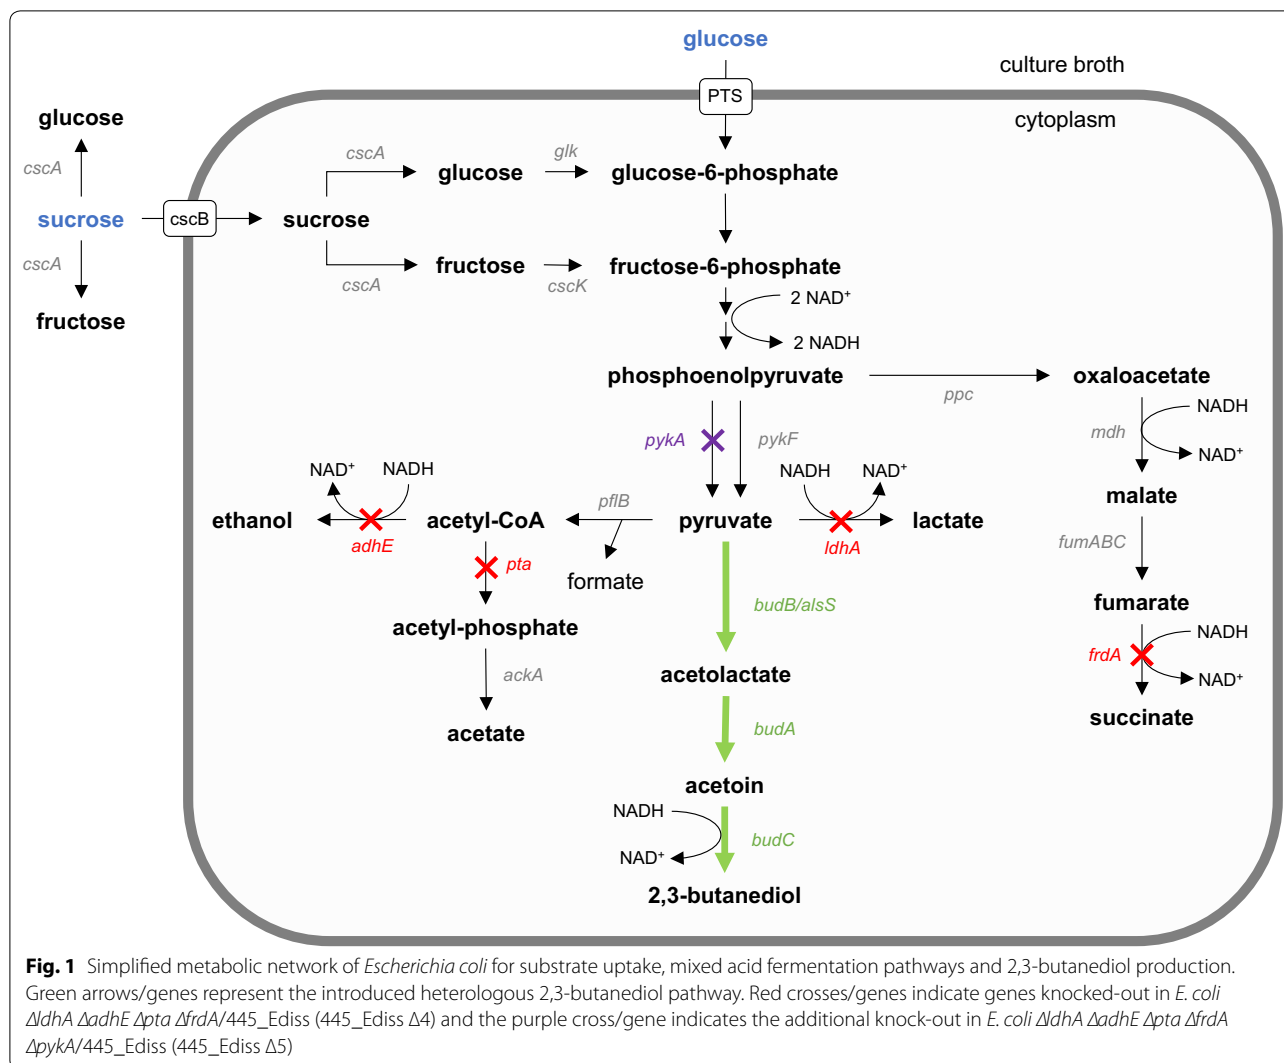 glucose
culture broth
PTS
cytoplasm
glucose
cscA
cscA
glk
glucose
glucose-6-phosphate
sucrose
cscB
sucrose
cscA
fructose
fructose-6-phosphate
cscA
cscK
fructose
2 NAD⁺
2 NADH
phosphoenolpyruvate
oxaloacetate
ppc
NADH
mdh
NAD⁺
pykA
pykF
NAD⁺
NADH
NADH
NAD⁺
malate
pflB
ethanol
acetyl-CoA
pyruvate
lactate
adhE
ldhA
fumABC
pta
formate
budB/alsS
fumarate
acetyl-phosphate
NADH
frdA
NAD⁺
ackA
acetolactate
succinate
acetate
budA
acetoin
NADH
budC
NAD⁺
2,3-butanediol
Fig. 1 Simplified metabolic network of Escherichia coli for substrate uptake, mixed acid fermentation pathways and 2,3-butanediol production.
Green arrows/genes represent the introduced heterologous 2,3-butanediol pathway. Red crosses/genes indicate genes knocked-out in E. coli
ΔldhA ΔadhE Δpta ΔfrdA/445_Ediss (445_Ediss Δ4) and the purple cross/gene indicates the additional knock-out in E. coli ΔldhA ΔadhE Δpta ΔfrdA
ΔpykA/445_Ediss (445_Ediss Δ5)